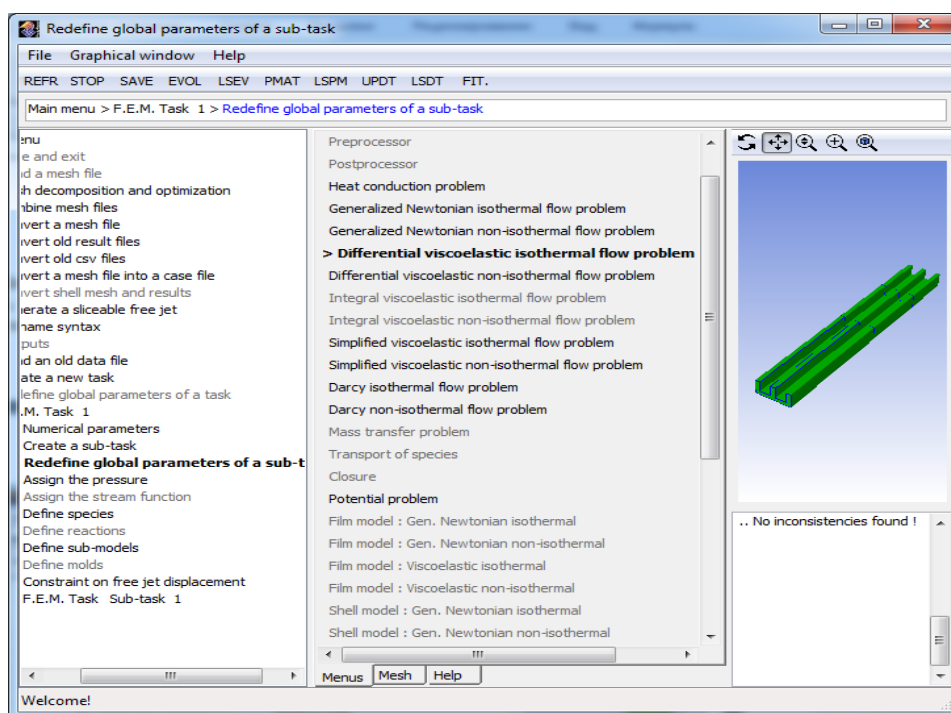 Redefine global parameters of a sub-task
File Graphical window Help
REFR STOP SAVE EVOL LSEV PMAT LSPM UPDT LSDT FIT.
Main menu > F.E.M. Task 1 > Redefine global parameters of a sub-task
enu
e and exit
d a mesh file
sh decomposition and optimization
nbine mesh files
vert a mesh file
vert old result files
vert old csv files
vert a mesh file into a case file
vert shell mesh and results
nerate a sliceable free jet
name syntax
puts
d an old data file
ate a new task
define global parameters of a task
.M. Task 1
Numerical parameters
Create a sub-task
Redefine global parameters of a sub-t
Assign the pressure
Assign the stream function
Define species
Define reactions
Define sub-models
Define molds
Constraint on free jet displacement
F.E.M. Task Sub-task 1
Preprocessor
Postprocessor
Heat conduction problem
Generalized Newtonian isothermal flow problem
Generalized Newtonian non-isothermal flow problem
> Differential viscoelastic isothermal flow problem
Differential viscoelastic non-isothermal flow problem
Integral viscoelastic isothermal flow problem
Integral viscoelastic non-isothermal flow problem
Simplified viscoelastic isothermal flow problem
Simplified viscoelastic non-isothermal flow problem
Darcy isothermal flow problem
Darcy non-isothermal flow problem
Mass transfer problem
Transport of species
Closure
Potential problem
Film model : Gen. Newtonian isothermal
Film model : Gen. Newtonian non-isothermal
Film model : Viscoelastic isothermal
Film model : Viscoelastic non-isothermal
Shell model : Gen. Newtonian isothermal
Shell model : Gen. Newtonian non-isothermal
Menus Mesh Help
.. No inconsistencies found !
Welcome!